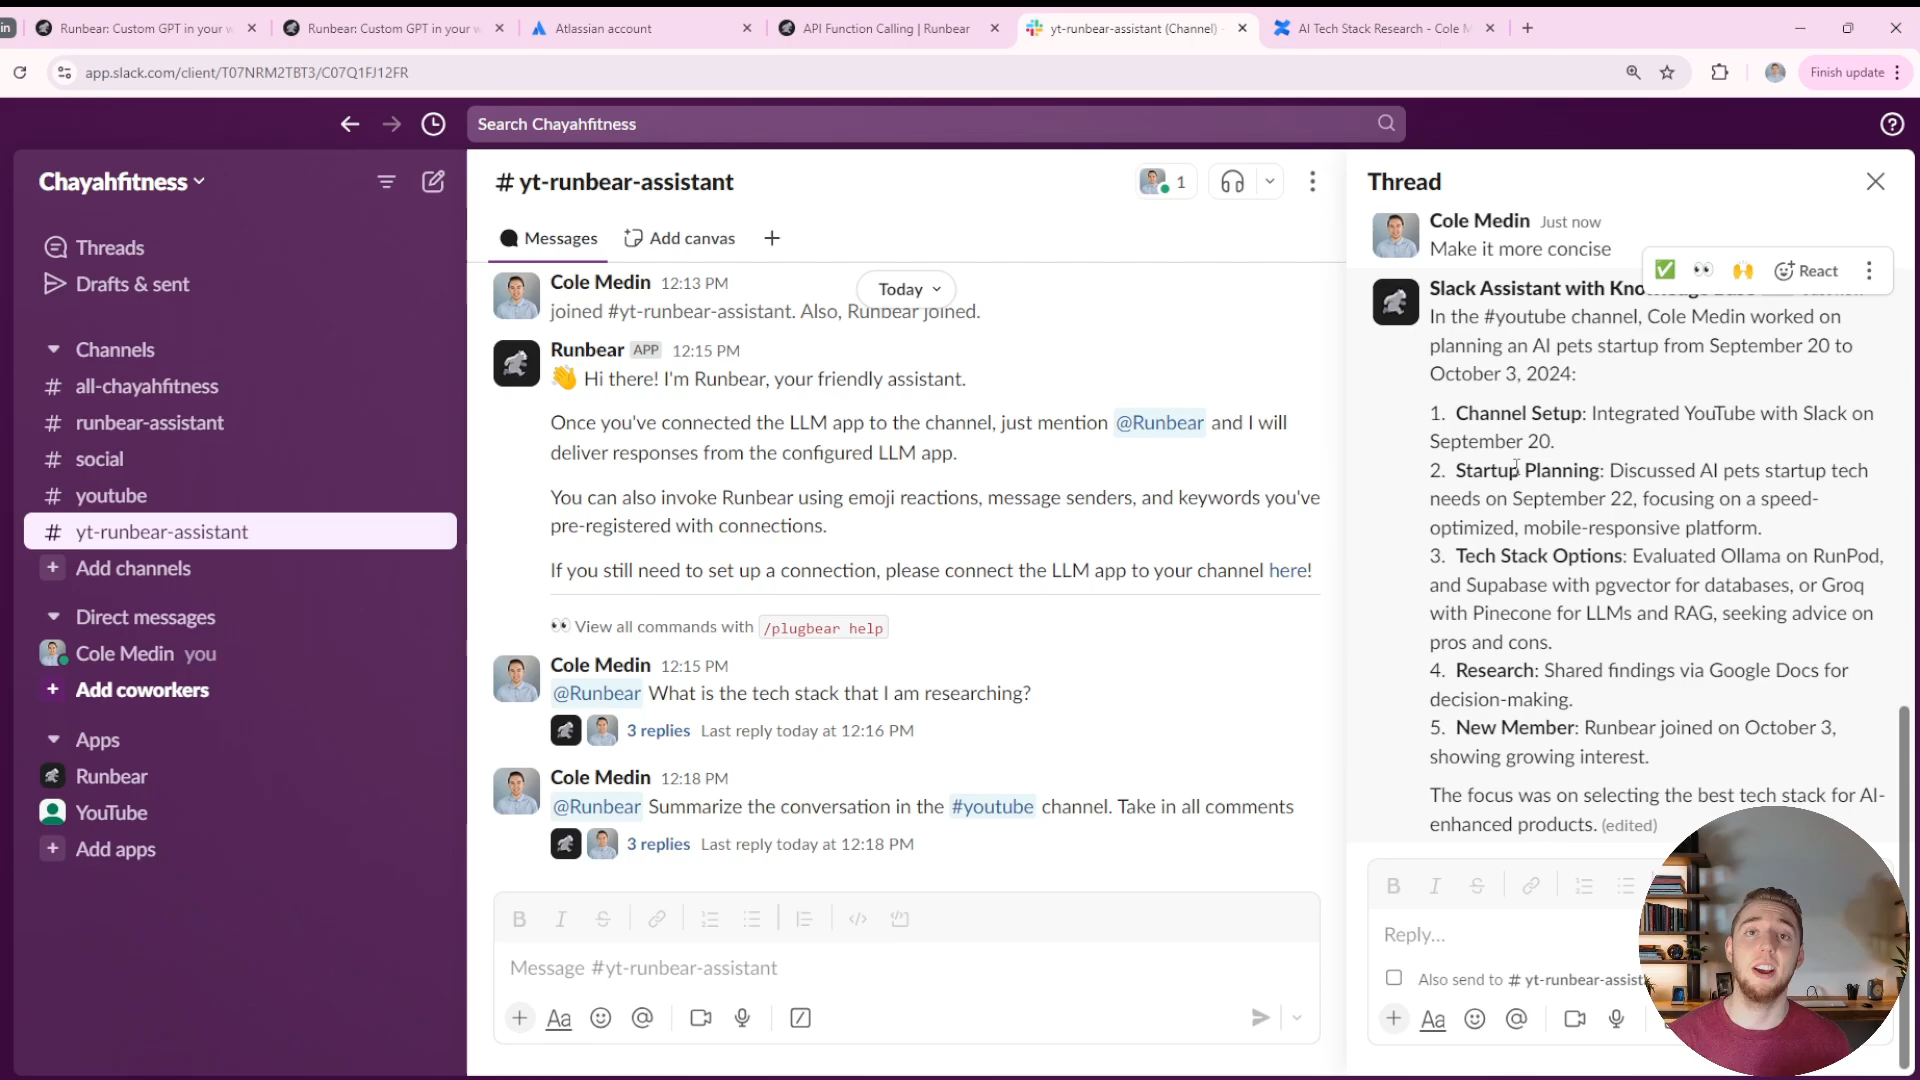 in
Runbear: Custom GPT in your w
Runbear: Custom GPT in your w
Atlassian account
API Function Calling | Runbear
yt-runbear-assistant (Channel) -
AI Tech Stack Research - Cole M
app.slack.com/client/T07NRM2TBT3/C07Q1FJ12FR
Finish update
Search Chayahfitness
Chayahfitness
Threads
Drafts & sent
Channels
# all-chayahfitness
# runbear-assistant
# social
# youtube
# yt-runbear-assistant
+ Add channels
Direct messages
Cole Medin you
+ Add coworkers
Apps
Runbear
YouTube
+ Add apps
# yt-runbear-assistant
1
Messages
Add canvas
Today
Cole Medin 12:13 PM
joined #yt-runbear-assistant. Also, Runbear joined.
Runbear APP 12:15 PM
👋 Hi there! I'm Runbear, your friendly assistant.
Once you've connected the LLM app to the channel, just mention @Runbear and I will
deliver responses from the configured LLM app.
You can also invoke Runbear using emoji reactions, message senders, and keywords you've
pre-registered with connections.
If you still need to set up a connection, please connect the LLM app to your channel here!
👀 View all commands with /plugbear help
Cole Medin 12:15 PM
@Runbear What is the tech stack that I am researching?
3 replies Last reply today at 12:16 PM
Cole Medin 12:18 PM
@Runbear Summarize the conversation in the #youtube channel. Take in all comments
3 replies Last reply today at 12:18 PM
B I S
Message #yt-runbear-assistant
Aa
Thread
Cole Medin Just now
Make it more concise
React
Slack Assistant with
In the #youtube channel, Cole Medin worked on
planning an AI pets startup from September 20 to
October 3, 2024:
1. Channel Setup: Integrated YouTube with Slack on
September 20.
2. Startup Planning: Discussed AI pets startup tech
needs on September 22, focusing on a speed-
optimized, mobile-responsive platform.
3. Tech Stack Options: Evaluated Ollama on RunPod,
and Supabase with pgvector for databases, or Groq
with Pinecone for LLMs and RAG, seeking advice on
pros and cons.
4. Research: Shared findings via Google Docs for
decision-making.
5. New Member: Runbear joined on October 3,
showing growing interest.
The focus was on selecting the best tech stack for AI-
enhanced products. (edited)
B I S
Reply...
Also send to # yt-runbear-assist
Aa